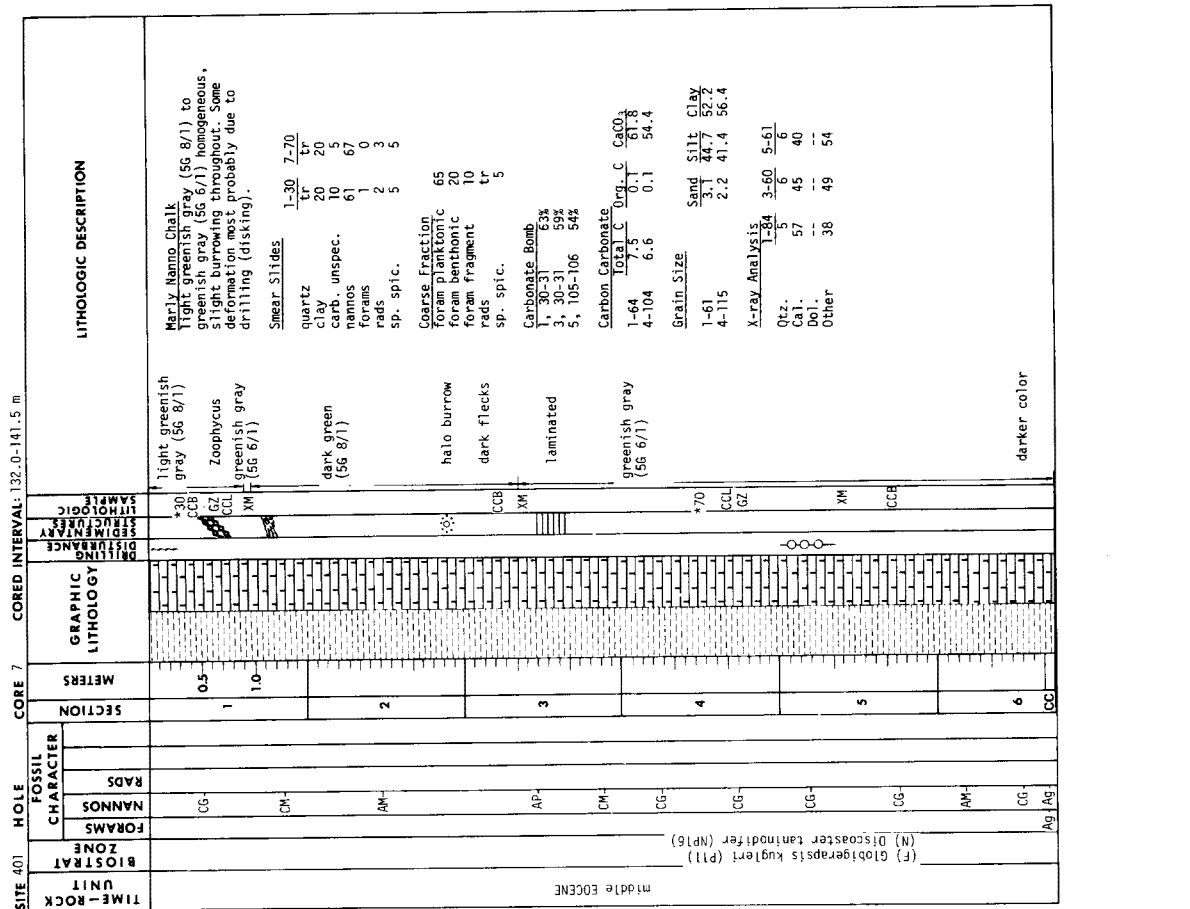 SITE 401 HOLE CORE 7 CORED INTERVAL: 132.0-141.5 m
TIME-ROCK
UNIT
BIOSTRAT
ZONE
FOSSIL
CHARACTER
FORAMS
NANNOS
RADS
SECTION
METERS
GRAPHIC
LITHOLOGY
DRILLING
DISTURBANCE
SEDIMENTARY
STRUCTURES
LITHOLOGIC
SAMPLE
LITHOLOGIC DESCRIPTION
middle EOCENE
(F) Globigerapsis kugleri (P11)
(N) Discoaster taninodifer (NP16)
CG
CM
AM
AP
CM
CG
CG
CG
CG
AM
CG
Ag Ag
1
2
3
4
5
6
CC
0.5
1.0
*30
CCB
GZ
CCL
XM
CCB
XM
*70
CCL
GZ
XM
CCB
light greenish
gray (5G 8/1)
Zoophycus
greenish gray
(5G 6/1)
dark green
(5G 8/1)
halo burrow
dark flecks
laminated
greenish gray
(5G 6/1)
darker color
Marly Nanno Chalk
light greenish gray (5G 8/1) to
greenish gray (5G 6/1) homogeneous,
slight burrowing throughout. Some
deformation most probably due to
drilling (disking).
Smear Slides
1-30 7-70
quartz tr tr
clay 20 20
carb. unspec. 10 5
nannos 61 67
forams 1 0
rads 2 3
sp. spic. 5 5
Coarse Fraction
foram planktonic 65
foram benthonic 20
foram fragment 10
rads tr
sp. spic. 5
Carbonate Bomb
1, 30-31 63%
3, 30-31 59%
5, 105-106 54%
Carbon Carbonate
Total C Org. C CaCO₃
1-64 7.5 0.1 61.8
4-104 6.6 0.1 54.4
Grain Size
Sand Silt Clay
1-61 3.1 44.7 52.2
4-115 2.2 41.4 56.4
X-ray Analysis
1-84 3-60 5-61
Qtz. 5 6 6
Cal. 57 45 40
Dol. -- -- --
Other 38 49 54